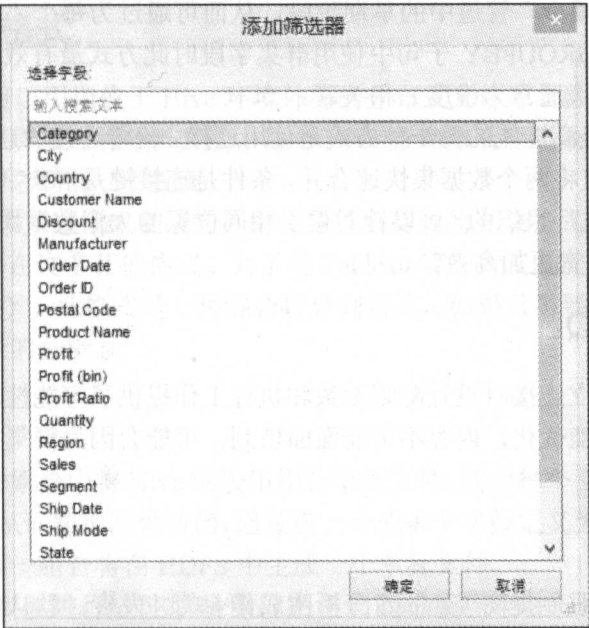 添加筛选器
选择字段:
输入搜索文本
Category
City
Country
Customer Name
Discount
Manufacturer
Order Date
Order ID
Postal Code
Product Name
Profit
Profit (bin)
Profit Ratio
Quantity
Region
Sales
Segment
Ship Date
Ship Mode
State
确定
取消